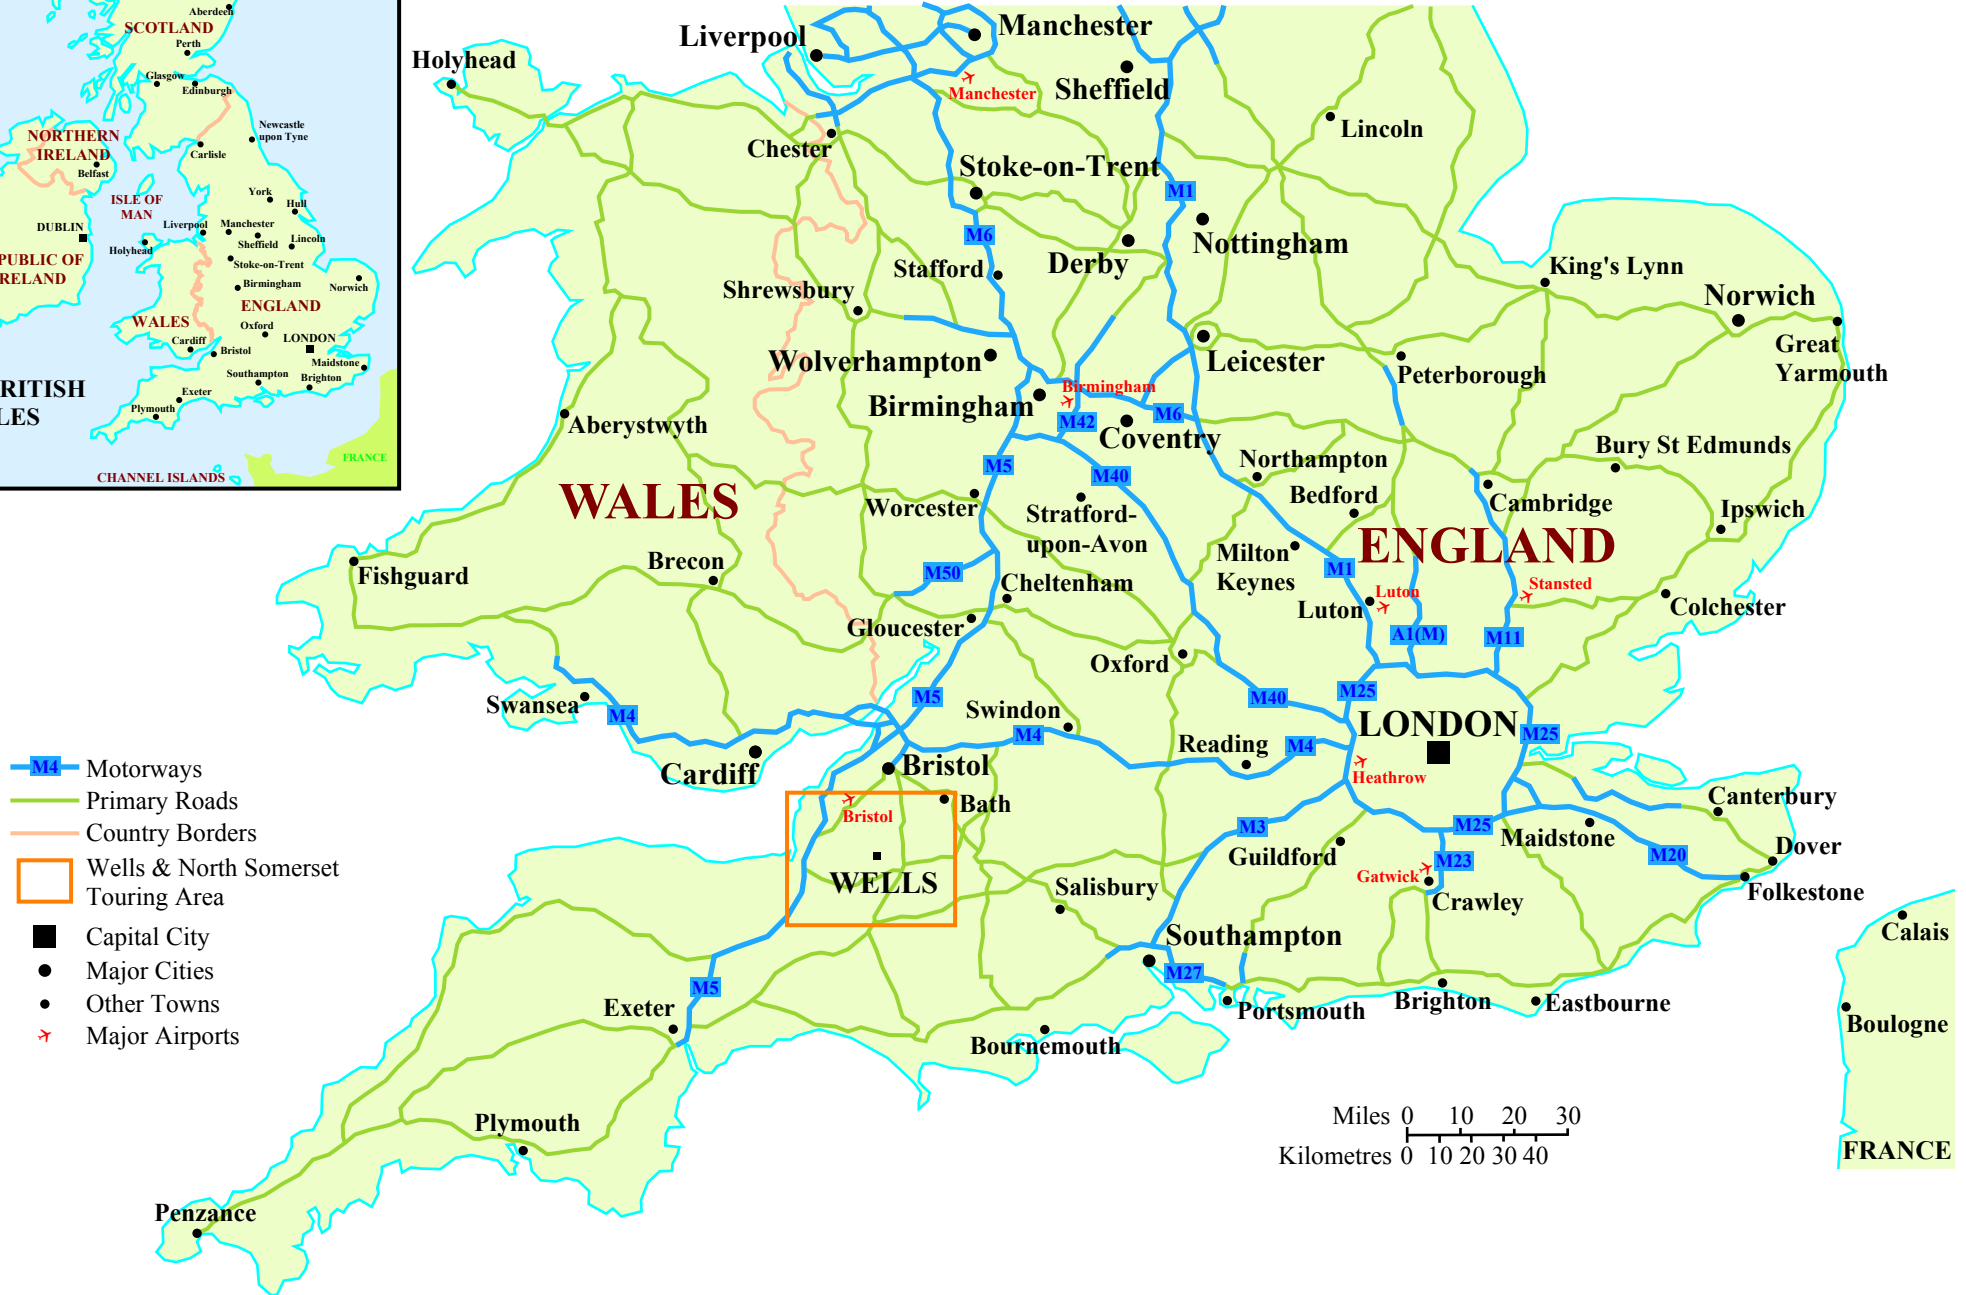 Aberdeen
SCOTLAND
Perth
Glasgow
Edinburgh
NORTHERN
IRELAND
Belfast
Newcastle
upon Tyne
Carlisle
ISLE OF
MAN
York
Hull
DUBLIN
Liverpool
Manchester
Sheffield
Lincoln
Holyhead
PUBLIC OF
RELAND
Stoke-on-Trent
Birmingham
Norwich
ENGLAND
WALES
Oxford
LONDON
Cardiff
Bristol
Maidstone
Southampton
Brighton
Exeter
Plymouth
RITISH
LES
FRANCE
CHANNEL ISLANDS
Holyhead
Liverpool
Manchester
Manchester
Sheffield
Lincoln
Chester
Stoke-on-Trent
M1
M6
Nottingham
Derby
Stafford
Shrewsbury
King's Lynn
Norwich
Great
Yarmouth
Wolverhampton
Leicester
Peterborough
Birmingham
Birmingham
M42
M6
Coventry
Aberystwyth
M5
M40
Northampton
Bedford
Bury St Edmunds
Cambridge
Ipswich
WALES
Worcester
Stratford-
upon-Avon
ENGLAND
Milton
Keynes
M1
Fishguard
Brecon
M50
Cheltenham
Luton
Luton
Stansted
Colchester
Gloucester
A1(M)
M11
Oxford
Swansea
M4
M5
Swindon
M4
M40
M25
LONDON
M25
Reading
M4
Heathrow
Cardiff
Bristol
Bath
Bristol
WELLS
M3
Guildford
M25
Maidstone
Canterbury
Dover
M20
Folkestone
M23
Gatwick
Crawley
Salisbury
Southampton
M27
Portsmouth
Brighton
Eastbourne
Calais
Boulogne
FRANCE
M5
Exeter
Bournemouth
Plymouth
Penzance
M4 Motorways
Primary Roads
Country Borders
Wells & North Somerset
Touring Area
Capital City
Major Cities
Other Towns
Major Airports
Miles 0 10 20 30
Kilometres 0 10 20 30 40